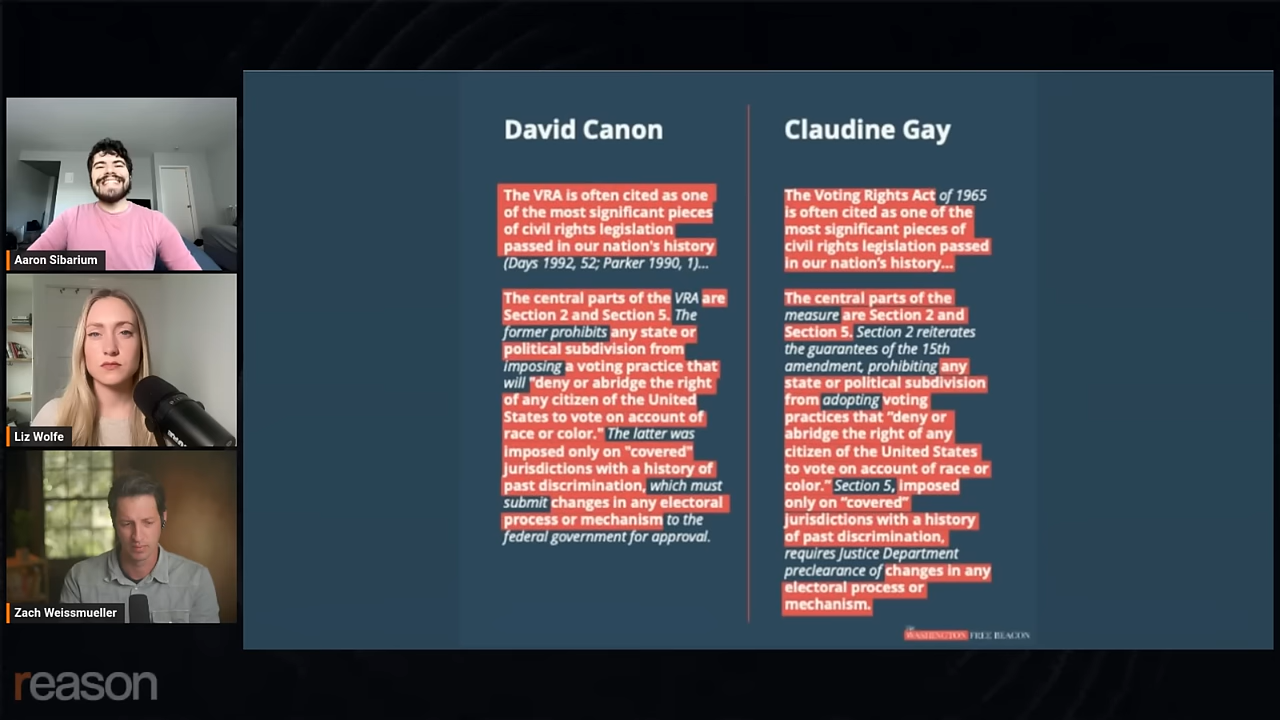 Aaron Sibarium
Liz Wolfe
Zach Weissmueller
reason
David Canon
The VRA is often cited as one
of the most significant pieces
of civil rights legislation
passed in our nation's history
(Days 1992, 52; Parker 1990, 1)...
The central parts of the VRA are
Section 2 and Section 5. The
former prohibits any state or
political subdivision from
imposing a voting practice that
will "deny or abridge the right
of any citizen of the United
States to vote on account of
race or color." The latter was
imposed only on "covered"
jurisdictions with a history of
past discrimination, which must
submit changes in any electoral
process or mechanism to the
federal government for approval.
Claudine Gay
The Voting Rights Act of 1965
is often cited as one of the
most significant pieces of
civil rights legislation passed
in our nation's history...
The central parts of the
measure are Section 2 and
Section 5. Section 2 reiterates
the guarantees of the 15th
amendment, prohibiting any
state or political subdivision
from adopting voting
practices that "deny or
abridge the right of any
citizen of the United States
to vote on account of race or
color." Section 5, imposed
only on “covered”
jurisdictions with a history
of past discrimination,
requires Justice Department
preclearance of changes in any
electoral process or
mechanism.
The
WASHINGTON FREE BEACON